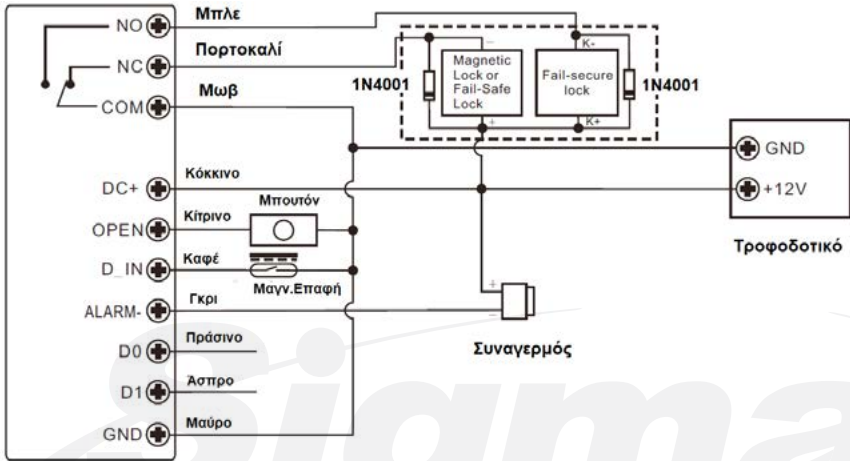 NO
Μπλε
NC
Πορτοκαλί
COM
Μωβ
1N4001
−
Magnetic
Lock or
Fail-Safe
Lock
+
K-
Fail-secure
lock
K+
1N4001
GND
+12V
Τροφοδοτικό
DC+
Κόκκινο
OPEN
Κίτρινο
Μπουτόν
D_IN
Καφέ
Μαγν.Επαφή
ALARM-
Γκρι
+
−
Συναγερμός
D0
Πράσινο
D1
Άσπρο
GND
Μαύρο
Sigma